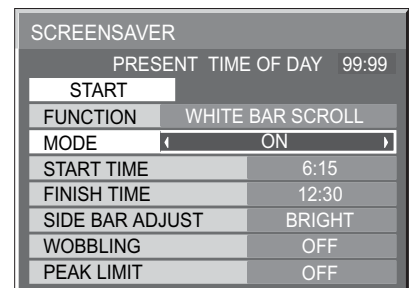 SCREENSAVER
PRESENT TIME OF DAY 99:99
START
FUNCTION WHITE BAR SCROLL
MODE ON
START TIME 6:15
FINISH TIME 12:30
SIDE BAR ADJUST BRIGHT
WOBBLING OFF
PEAK LIMIT OFF